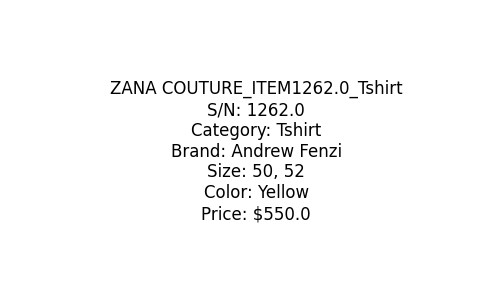 ZANA COUTURE_ITEM1262.0_Tshirt
S/N: 1262.0
Category: Tshirt
Brand: Andrew Fenzi
Size: 50, 52
Color: Yellow
Price: $550.0